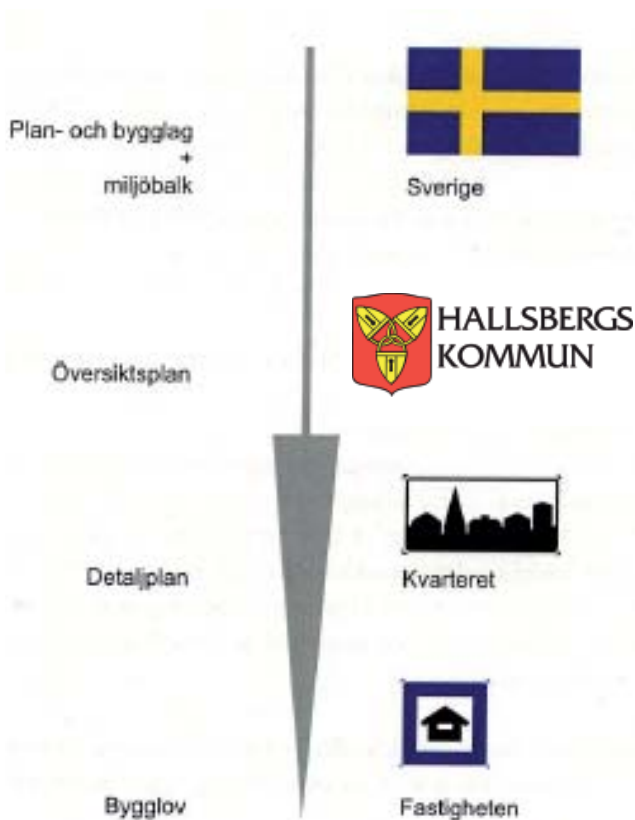 Plan- och bygglag
+
miljöbalk
Sverige
HALLSBERGS
KOMMUN
Översiktsplan
Detaljplan
Kvarteret
Bygglov
Fastigheten